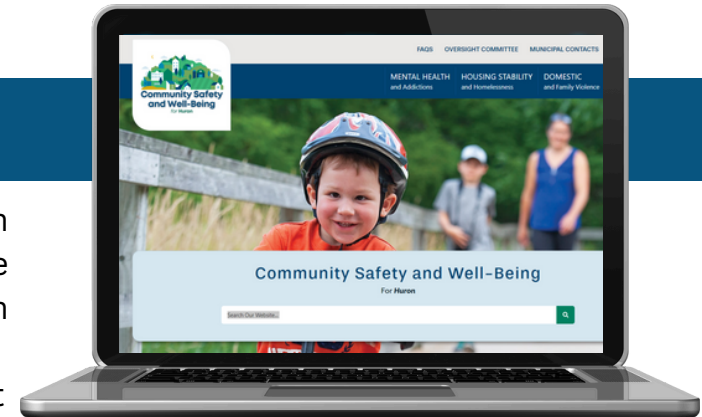 FAQS OVERSIGHT COMMITTEE MUNICIPAL CONTACTS
MENTAL HEALTH HOUSING STABILITY DOMESTIC
and Addictions and Homelessness and Family Violence
Community Safety
and Well-Being
for Huron
Community Safety and Well-Being
For Huron
Search Our Website...
n
e
n
t